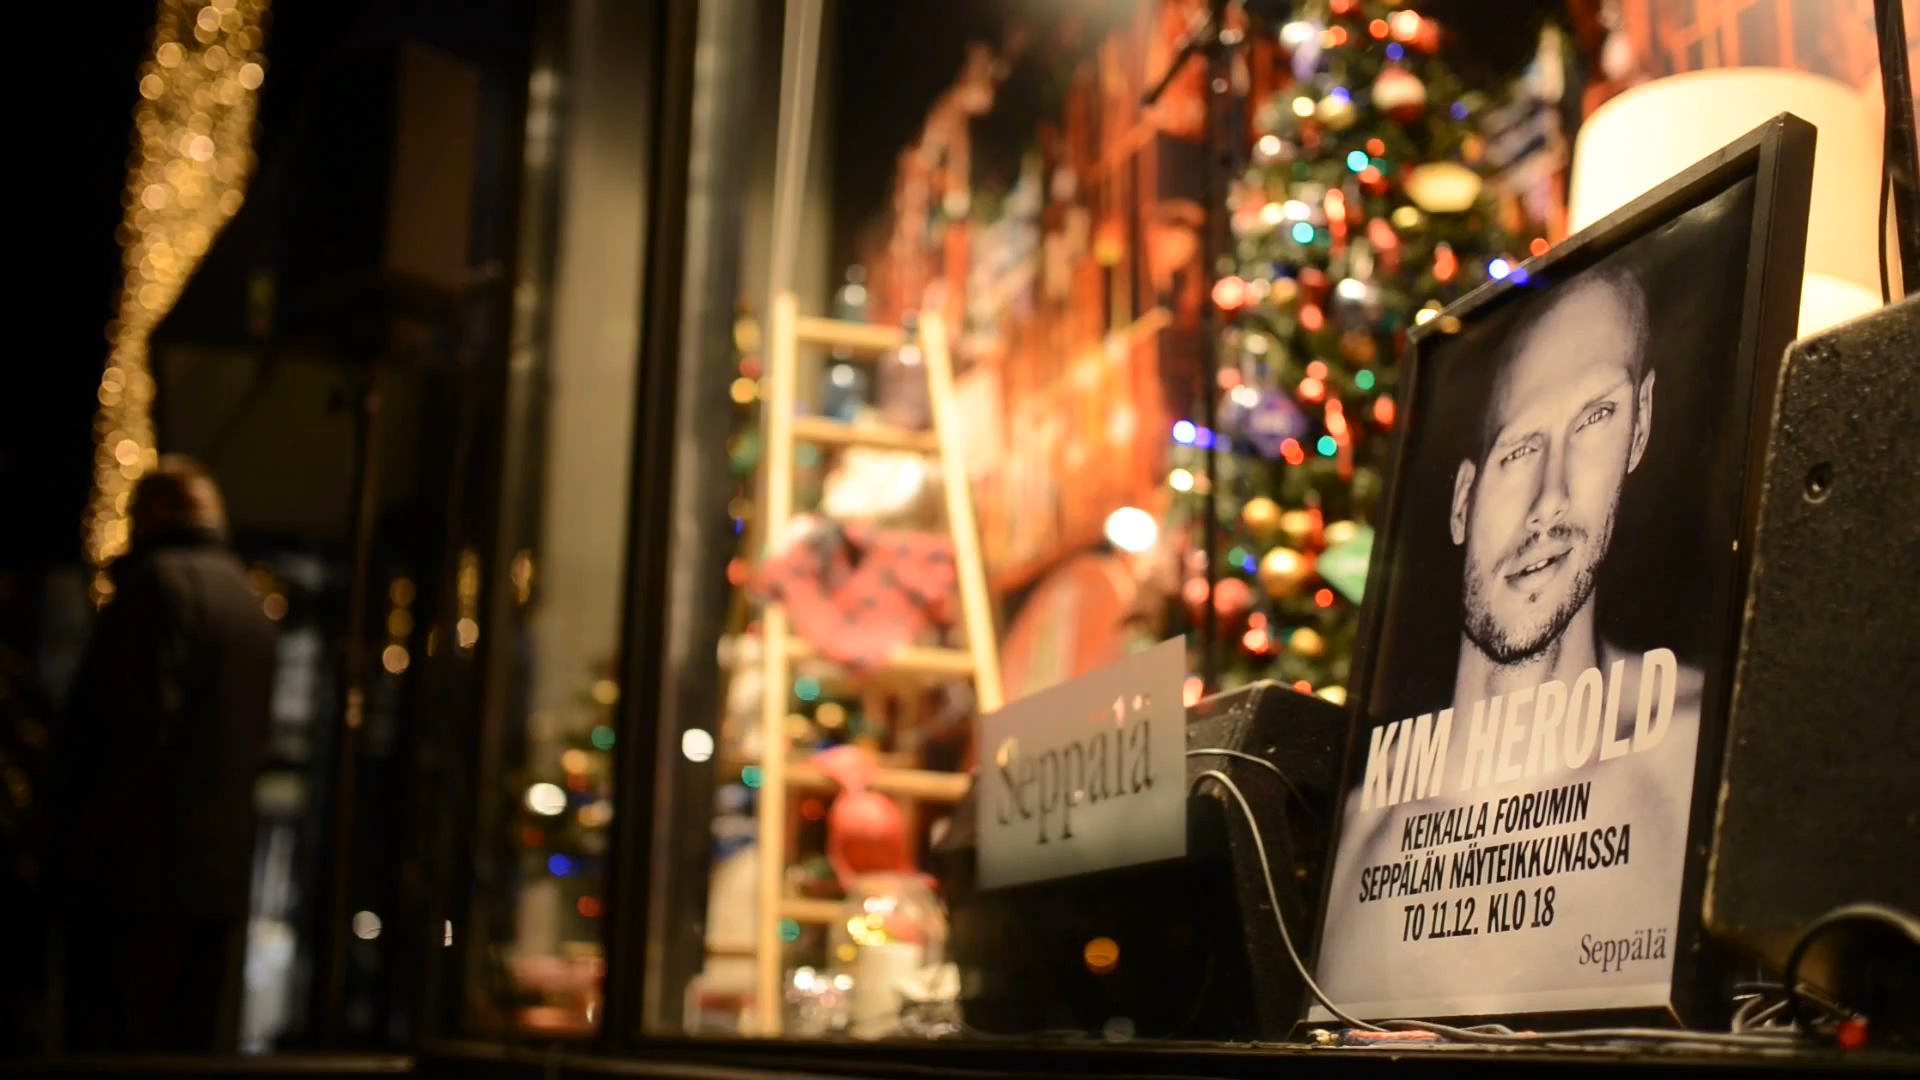 Seppälä
KIM HEROLD
KEIKALLA FORUMIN
SEPPÄLÄN NÄYTEIKKUNASSA
TO 11.12. KLO 18
Seppälä